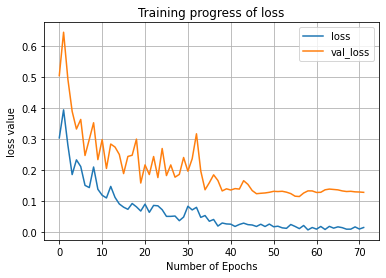 Training progress of loss
loss
val_loss
loss value
0.6
0.5
0.4
0.3
0.2
0.1
0.0
0 10 20 30 40 50 60 70
Number of Epochs